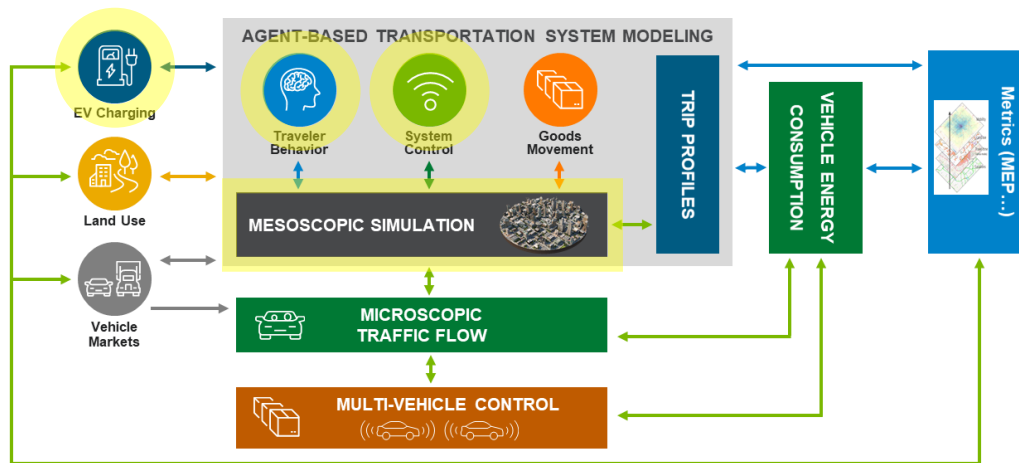 AGENT-BASED TRANSPORTATION SYSTEM MODELING
EV Charging
Traveler
Behavior
System
Control
Goods
Movement
TRIP PROFILES
VEHICLE ENERGY
CONSUMPTION
Metrics (MEP…)
Land Use
MESOSCOPIC SIMULATION
Vehicle
Markets
MICROSCOPIC
TRAFFIC FLOW
MULTI-VEHICLE CONTROL